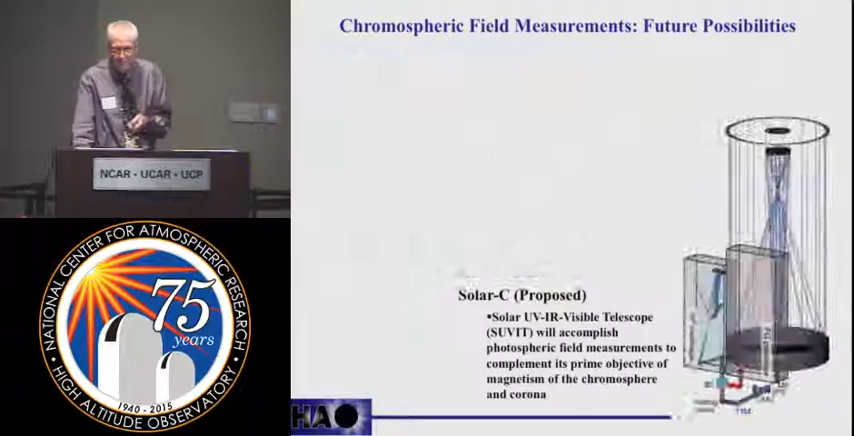 Chromospheric Field Measurements: Future Possibilities
NCAR • UCAR • UCP
NATIONAL CENTER FOR ATMOSPHERIC RESEARCH
75
years
1940 - 2015
• HIGH ALTITUDE OBSERVATORY •
Solar-C (Proposed)
▪Solar UV-IR-Visible Telescope
(SUVIT) will accomplish
photospheric field measurements to
complement its prime objective of
magnetism of the chromosphere
and corona
HAO